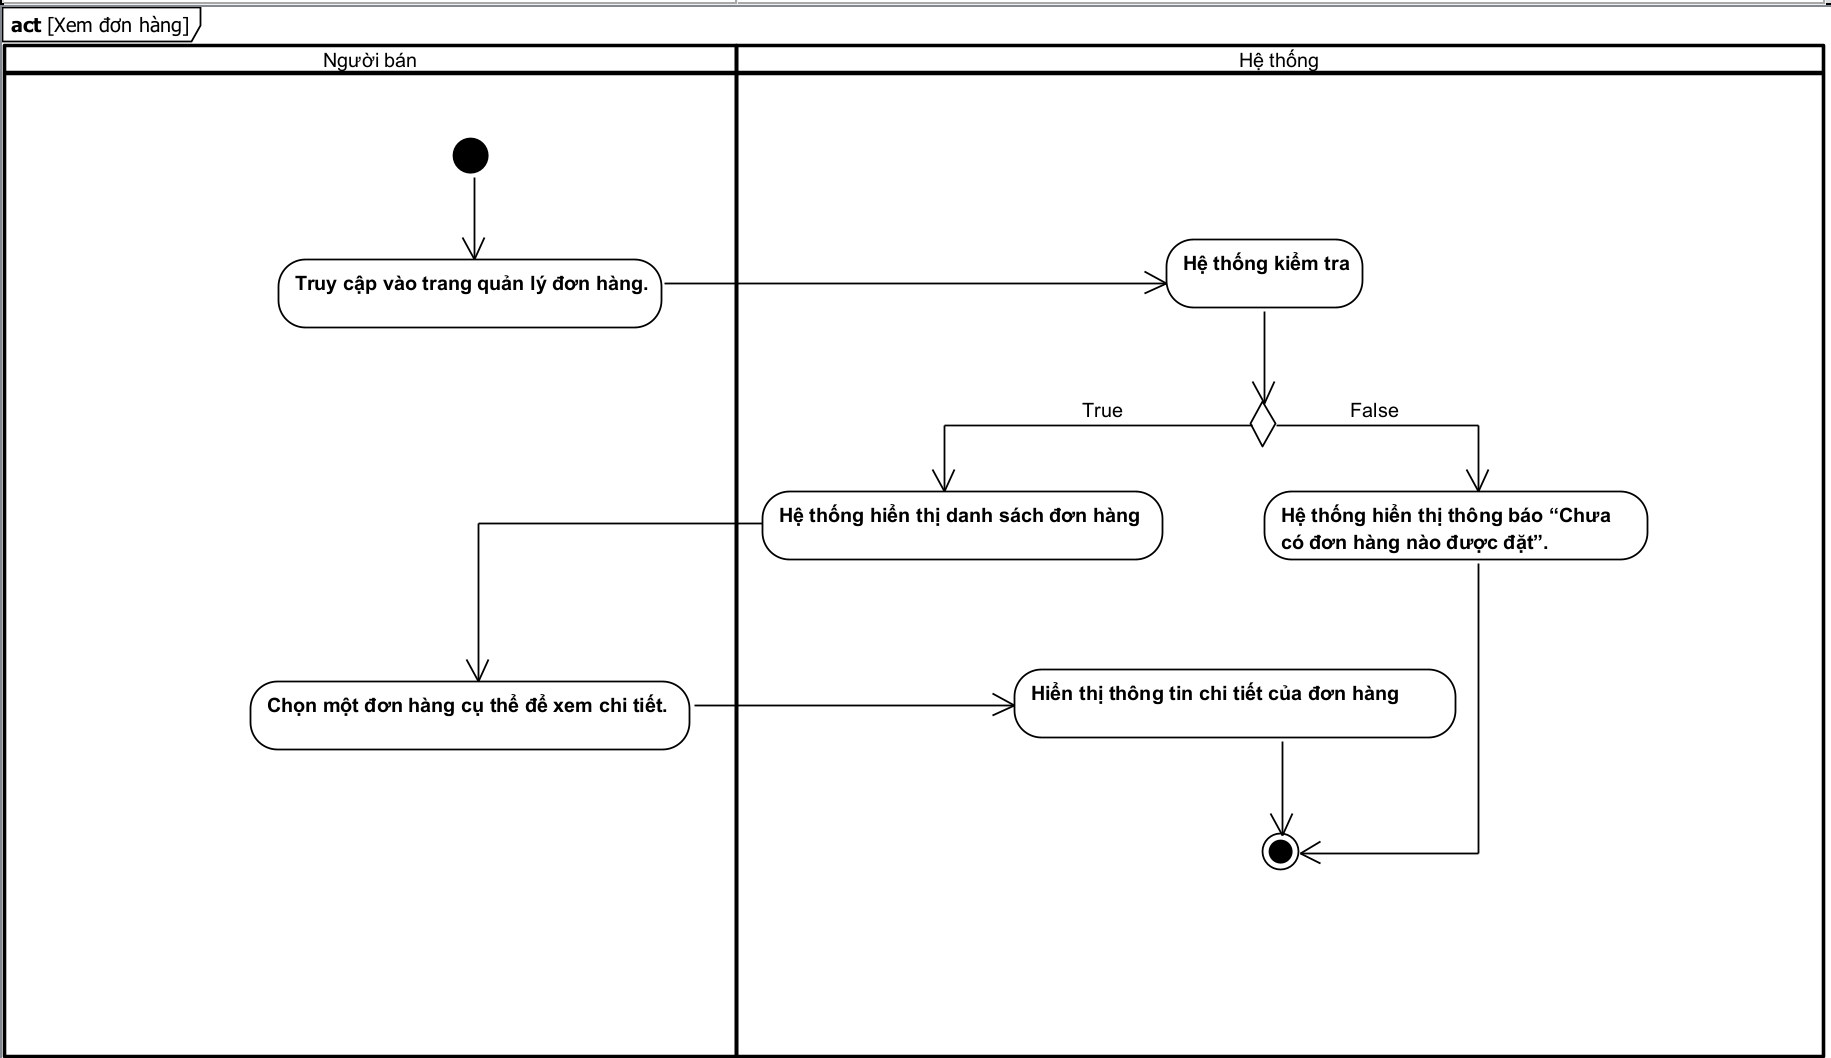 act [Xem đơn hàng]
Người bán
Hệ thống
Truy cập vào trang quản lý đơn hàng.
Hệ thống kiểm tra
True
False
Hệ thống hiển thị danh sách đơn hàng
Hệ thống hiển thị thông báo “Chưa
có đơn hàng nào được đặt”.
Chọn một đơn hàng cụ thể để xem chi tiết.
Hiển thị thông tin chi tiết của đơn hàng